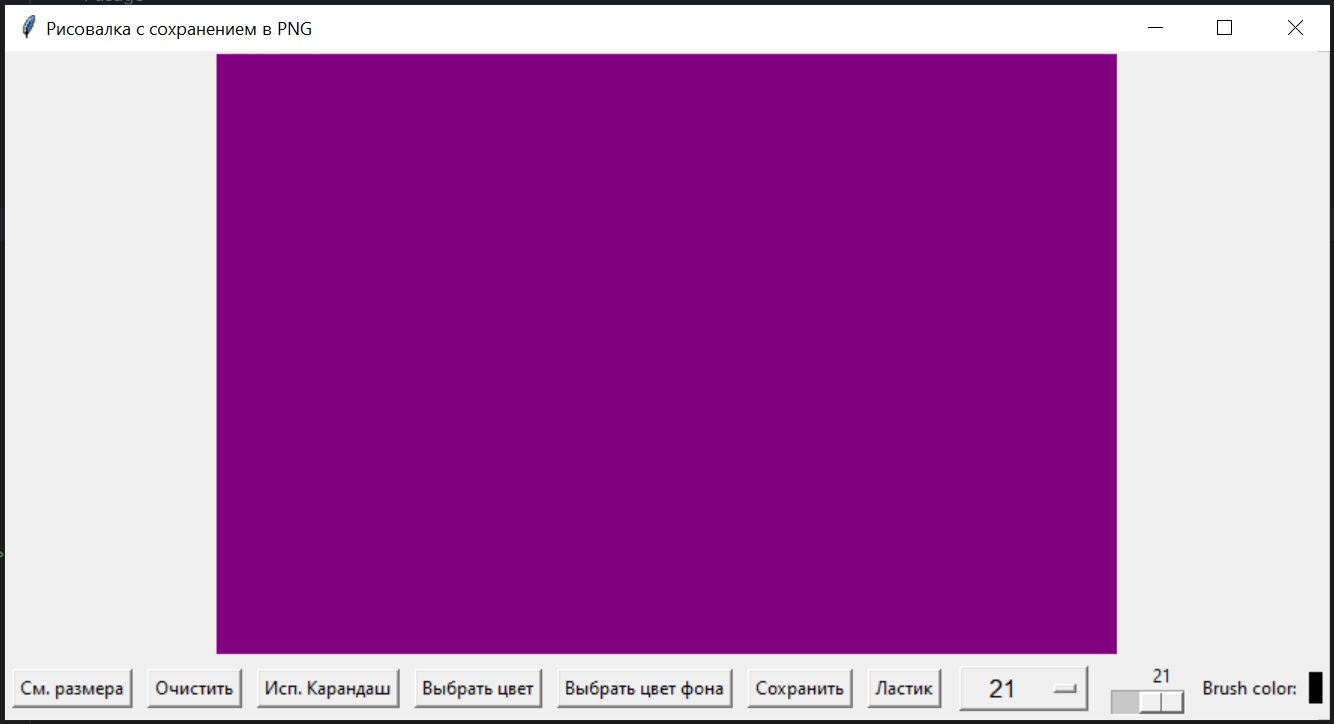 Рисовалка с сохранением в PNG
См. размера
Очистить
Исп. Карандаш
Выбрать цвет
Выбрать цвет фона
Сохранить
Ластик
21
21
Brush color: